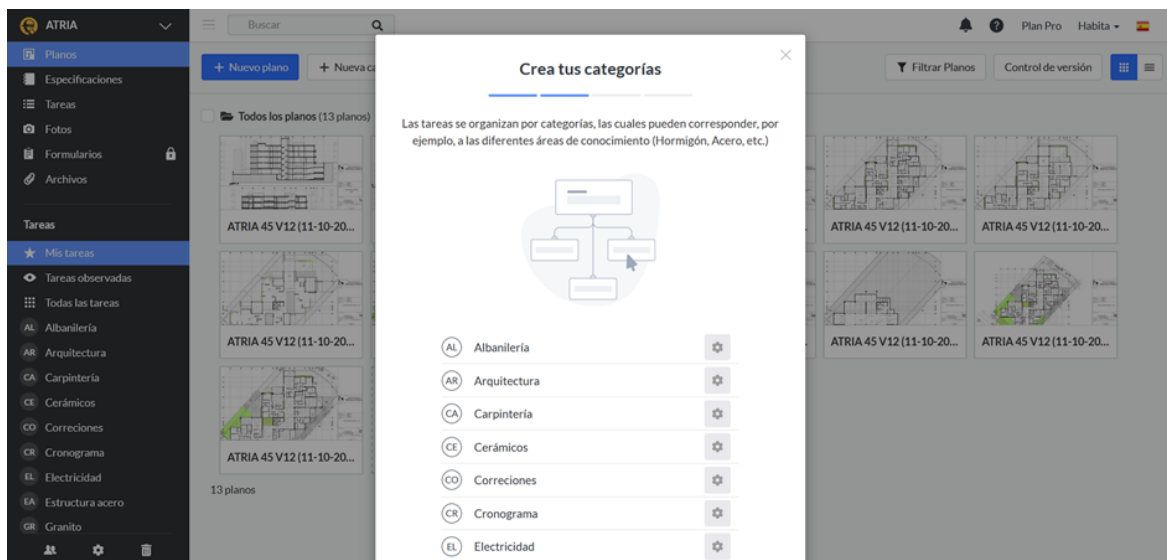 ATRIA
Planos
Especificaciones
Tareas
Fotos
Formularios
Archivos
Tareas
Mis tareas
Tareas observadas
Todas las tareas
AL Albanilería
AR Arquitectura
CA Carpintería
CE Cerámicos
CO Correciones
CR Cronograma
EL Electricidad
EA Estructura acero
GR Granito
Buscar
Plan Pro Habita
+ Nuevo plano + Nueva ca
Filtrar Planos Control de versión
Todos los planos (13 planos)
ATRIA 45 V12 (11-10-20...
ATRIA 45 V12 (11-10-20...
ATRIA 45 V12 (11-10-20...
ATRIA 45 V12 (11-10-20...
ATRIA 45 V12 (11-10-20...
ATRIA 45 V12 (11-10-20...
ATRIA 45 V12 (11-10-20...
13 planos
Crea tus categorías
Las tareas se organizan por categorías, las cuales pueden corresponder, por
ejemplo, a las diferentes áreas de conocimiento (Hormigón, Acero, etc.)
AL Albanilería
AR Arquitectura
CA Carpintería
CE Cerámicos
CO Correciones
CR Cronograma
EL Electricidad